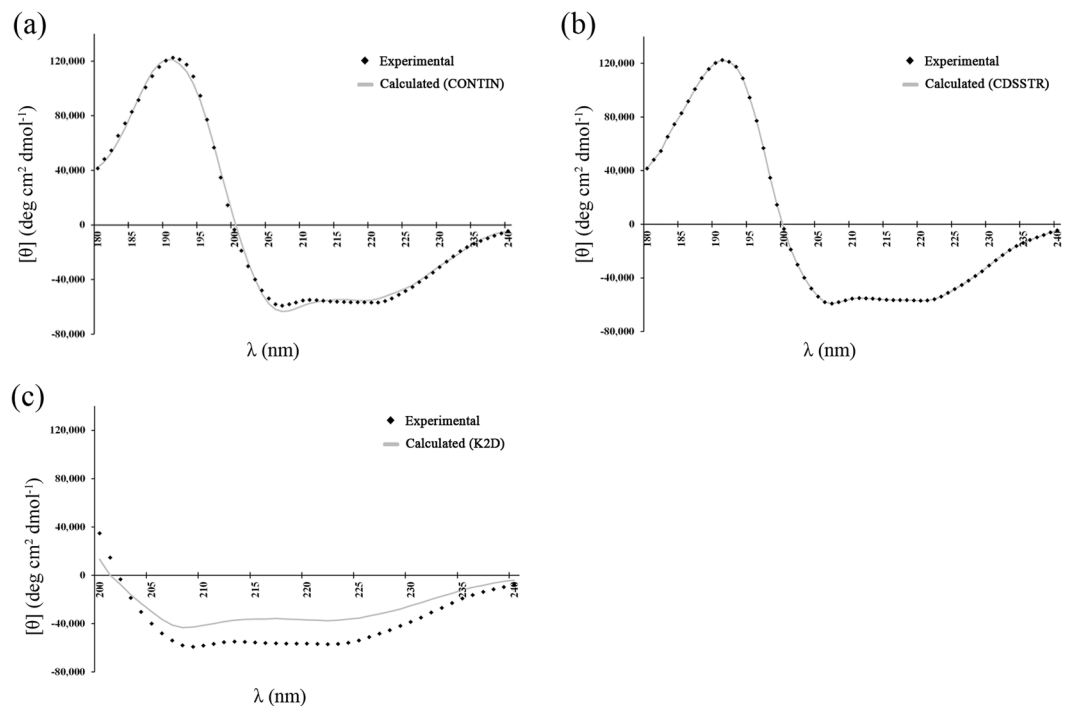 (a)
120,000
80,000
40,000
0
-40,000
-80,000
[θ] (deg cm² dmol⁻¹)
180 185 190 195 200 205 210 215 220 225 230 235 240
λ (nm)
Experimental
Calculated (CONTIN)
(b)
120,000
80,000
40,000
0
-40,000
-80,000
[θ] (deg cm² dmol⁻¹)
180 185 190 195 200 205 210 215 220 225 230 235 240
λ (nm)
Experimental
Calculated (CDSSTR)
(c)
120,000
80,000
40,000
0
-40,000
-80,000
[θ] (deg cm² dmol⁻¹)
200 205 210 215 220 225 230 235 240
λ (nm)
Experimental
Calculated (K2D)